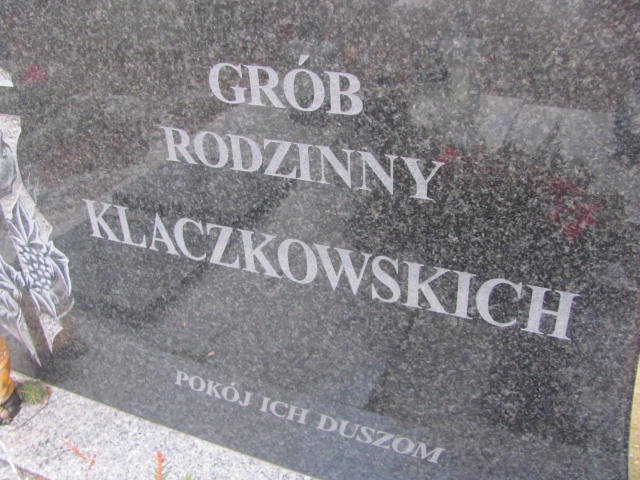 GRÓB
RODZINNY
KLACZKOWSKICH
POKÓJ ICH DUSZOM